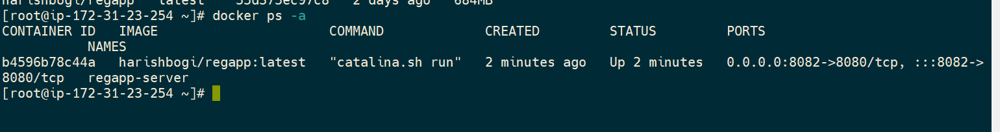 harishbogi/regapp   latest    55d375ec97c8   2 days ago   684MB
[root@ip-172-31-23-254 ~]# docker ps -a
CONTAINER ID   IMAGE                      COMMAND             CREATED         STATUS         PORTS
           NAMES
b4596b78c44a   harishbogi/regapp:latest   "catalina.sh run"   2 minutes ago   Up 2 minutes   0.0.0.0:8082->8080/tcp, :::8082->
8080/tcp   regapp-server
[root@ip-172-31-23-254 ~]#